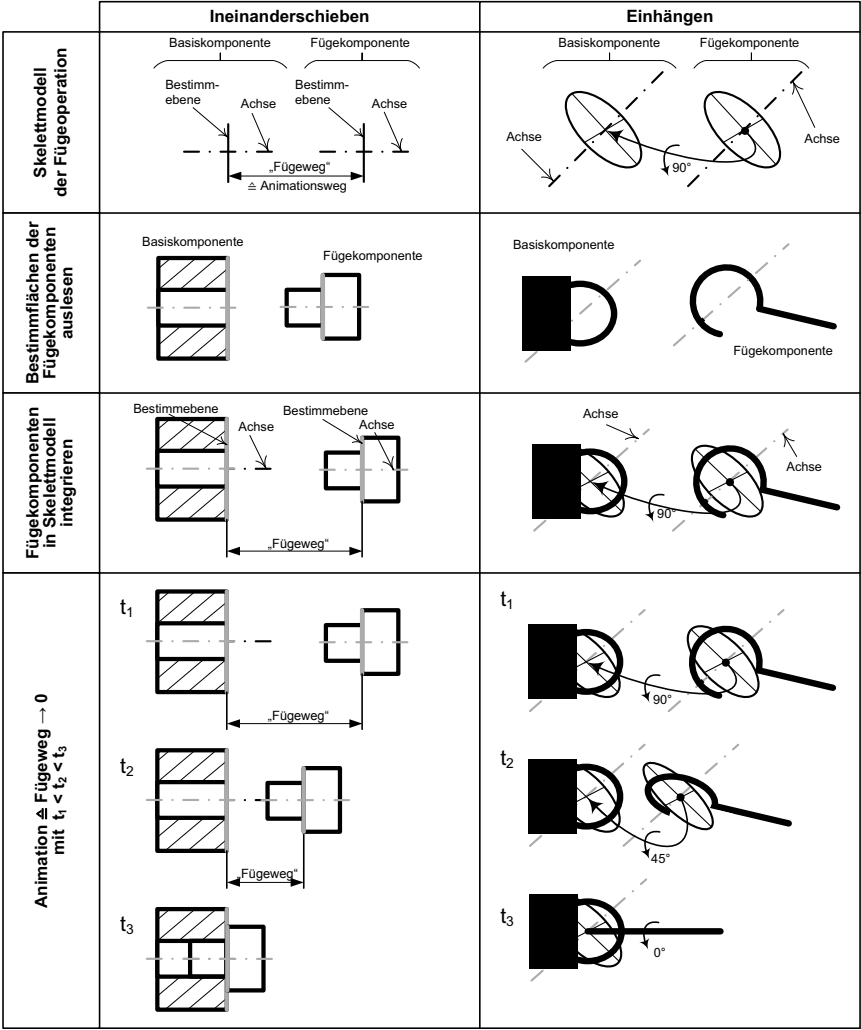 Ineinanderschieben
Einhängen
Skelettmodell
der Fügeoperation
Basiskomponente
Fügekomponente
Bestimm-
ebene
Achse
Bestimm-
ebene
Achse
„Fügeweg“
≙ Animationsweg
Basiskomponente
Fügekomponente
Achse
Achse
90°
Bestimmflächen der
Fügekomponenten
auslesen
Basiskomponente
Fügekomponente
Basiskomponente
Fügekomponente
Fügekomponenten
in Skelettmodell
integrieren
Bestimmebene
Achse
Bestimmebene
Achse
„Fügeweg“
Achse
Achse
90°
Animation ≙ Fügeweg → 0
mit t1 < t2 < t3
t1
„Fügeweg“
t2
„Fügeweg“
t3
t1
90°
t2
45°
t3
0°